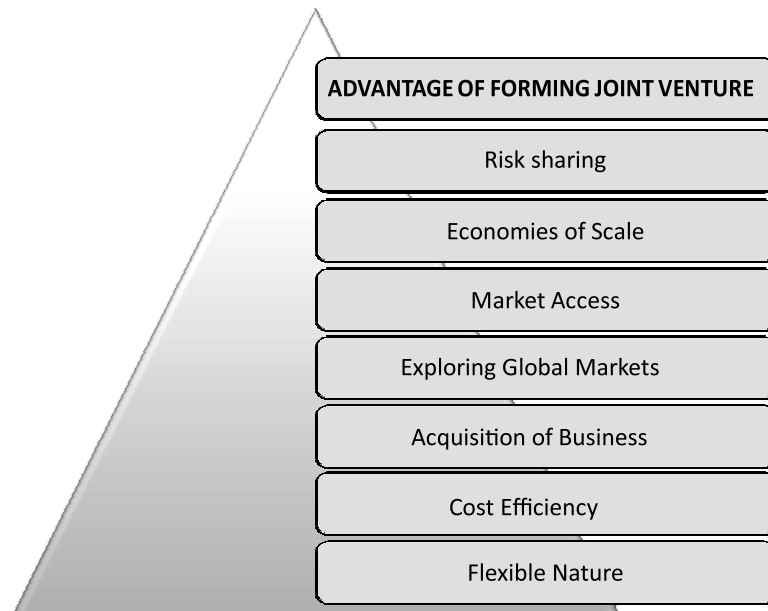 ADVANTAGE OF FORMING JOINT VENTURE
Risk sharing
Economies of Scale
Market Access
Exploring Global Markets
Acquisition of Business
Cost Efficiency
Flexible Nature